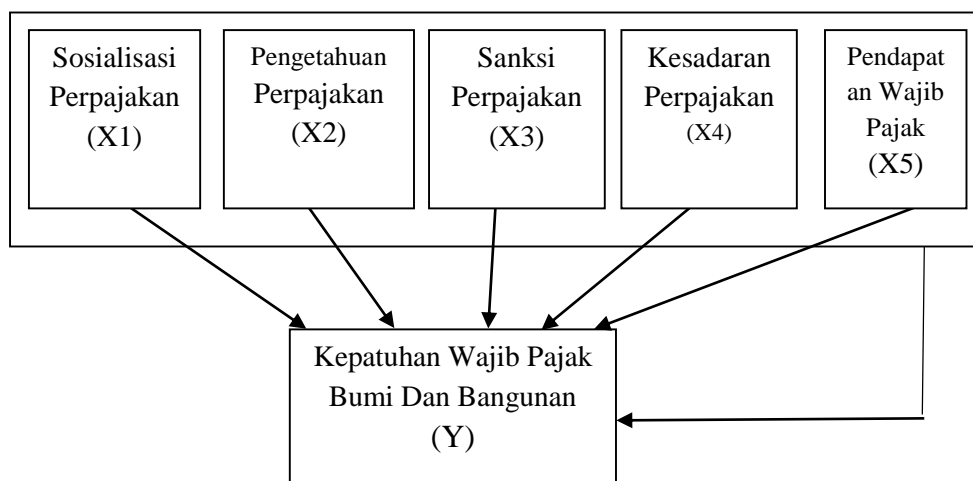 Sosialisasi
Perpajakan
(X1)
Pengetahuan
Perpajakan
(X2)
Sanksi
Perpajakan
(X3)
Kesadaran
Perpajakan
(X4)
Pendapat
an Wajib
Pajak
(X5)
Kepatuhan Wajib Pajak
Bumi Dan Bangunan
(Y)